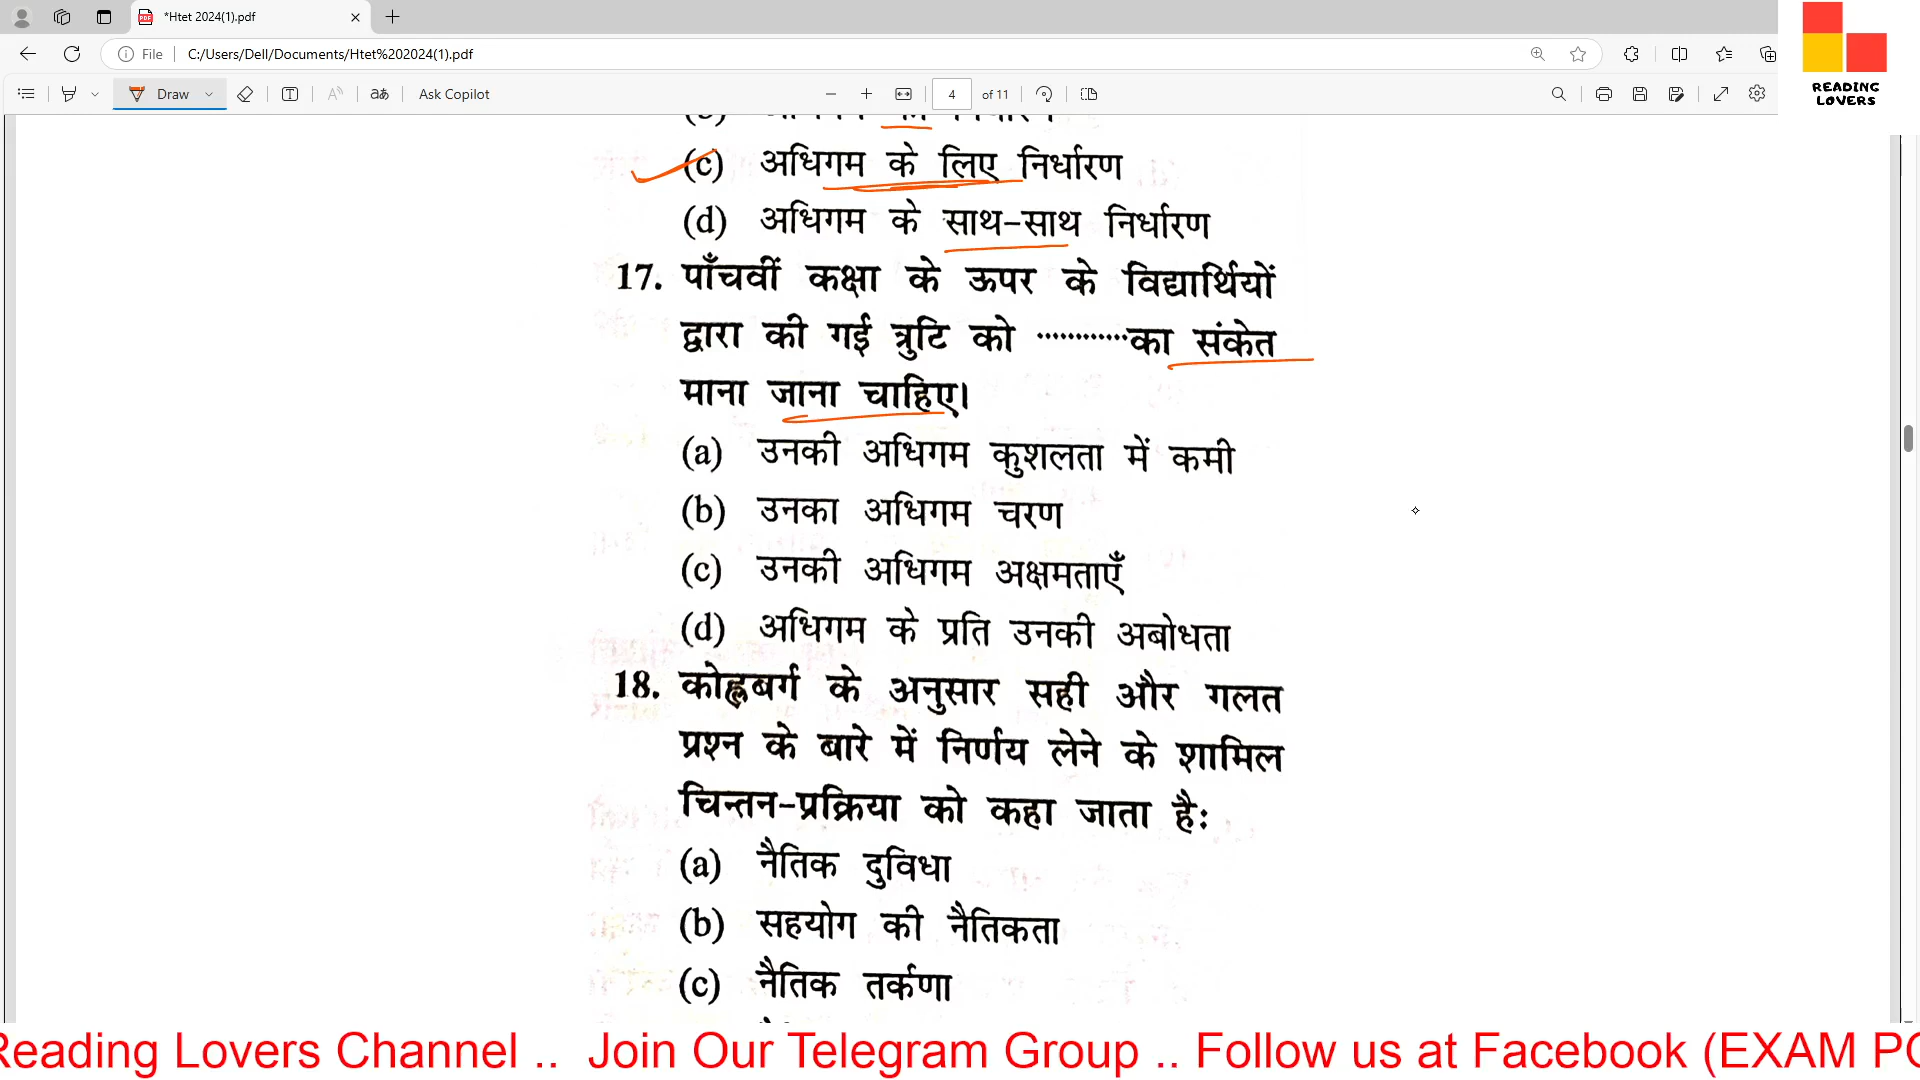 *Htet 2024(1).pdf
File
C:/Users/Dell/Documents/Htet%202024(1).pdf
READING
LOVERS
Draw
Ask Copilot
4 of 11
(c) अधिगम के लिए निर्धारण
(d) अधिगम के साथ-साथ निर्धारण
17. पाँचवीं कक्षा के ऊपर के विद्यार्थियों
द्वारा की गई त्रुटि को ............का संकेत
माना जाना चाहिए।
(a) उनकी अधिगम कुशलता में कमी
(b) उनका अधिगम चरण
(c) उनकी अधिगम अक्षमताएँ
(d) अधिगम के प्रति उनकी अबोधता
18. कोह्लबर्ग के अनुसार सही और गलत
प्रश्न के बारे में निर्णय लेने के शामिल
चिन्तन-प्रक्रिया को कहा जाता है:
(a) नैतिक दुविधा
(b) सहयोग की नैतिकता
(c) नैतिक तर्कणा
Reading Lovers Channel .. Join Our Telegram Group .. Follow us at Facebook (EXAM